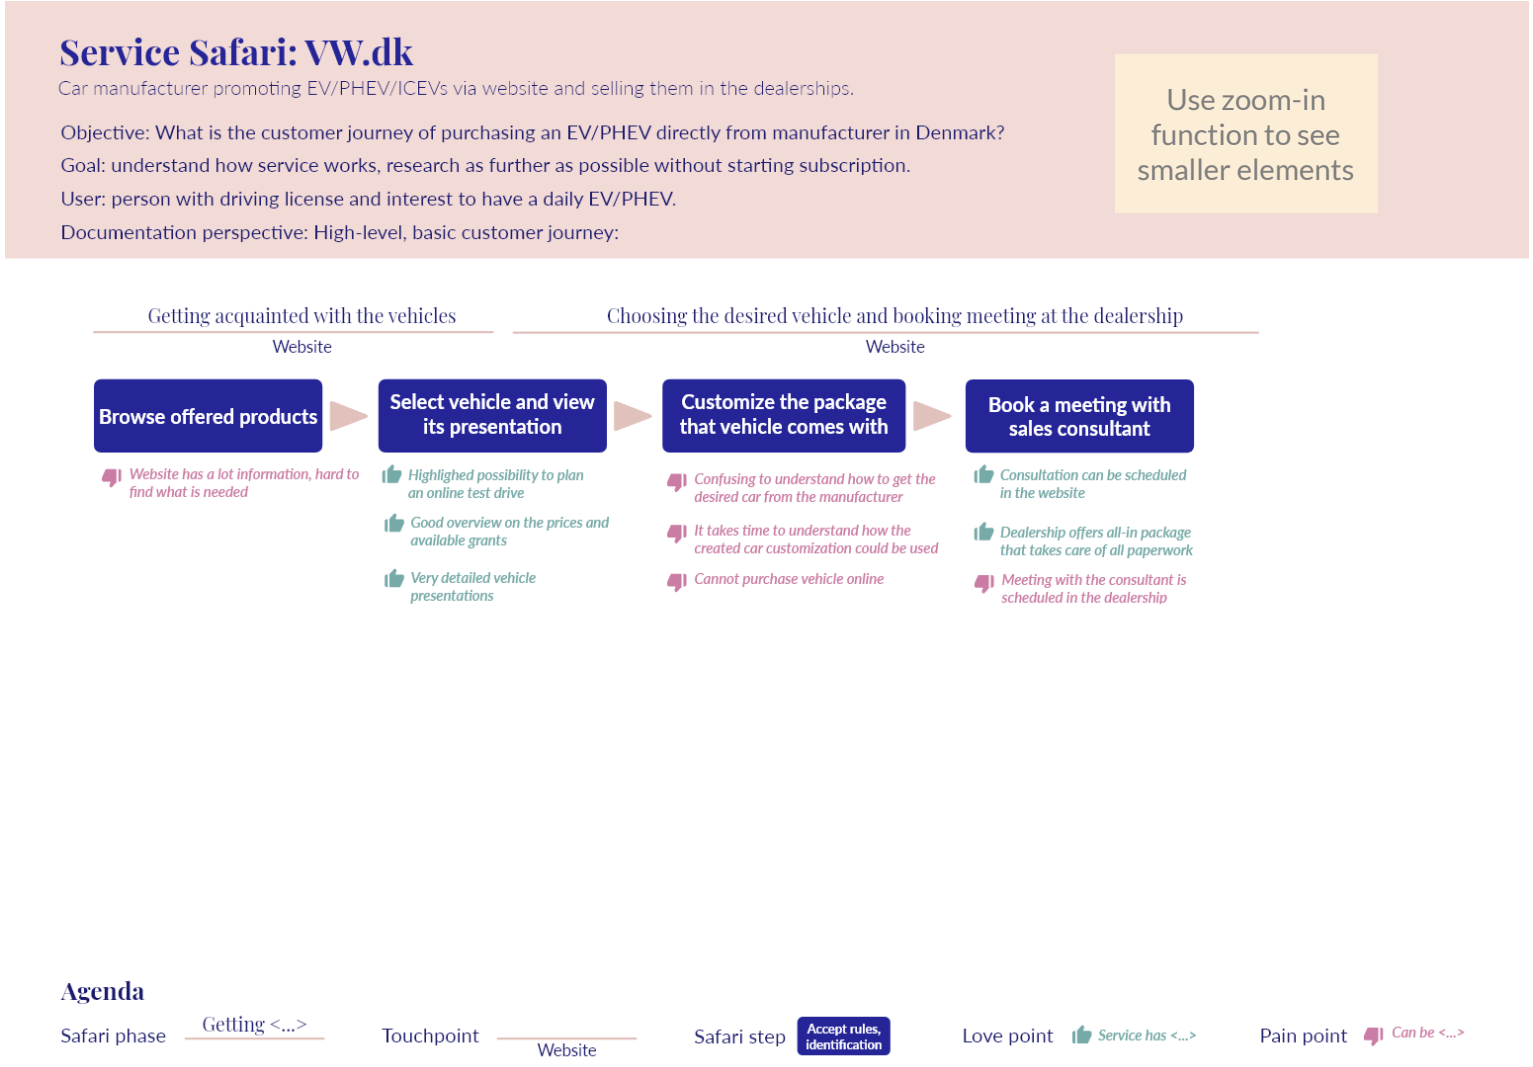 Service Safari: VW.dk
Car manufacturer promoting EV/PHEV/ICEVs via website and selling them in the dealerships.
Objective: What is the customer journey of purchasing an EV/PHEV directly from manufacturer in Denmark?
Goal: understand how service works, research as further as possible without starting subscription.
User: person with driving license and interest to have a daily EV/PHEV.
Documentation perspective: High-level, basic customer journey:
Use zoom-in
function to see
smaller elements
Getting acquainted with the vehicles
Website
Choosing the desired vehicle and booking meeting at the dealership
Website
Browse offered products
Website has a lot information, hard to
find what is needed
Select vehicle and view
its presentation
Highlighed possibility to plan
an online test drive
Good overview on the prices and
available grants
Very detailed vehicle
presentations
Customize the package
that vehicle comes with
Confusing to understand how to get the
desired car from the manufacturer
It takes time to understand how the
created car customization could be used
Cannot purchase vehicle online
Book a meeting with
sales consultant
Consultation can be scheduled
in the website
Dealership offers all-in package
that takes care of all paperwork
Meeting with the consultant is
scheduled in the dealership
Agenda
Safari phase
Getting <...>
Touchpoint
Website
Safari step
Accept rules,
identification
Love point
Service has <...>
Pain point
Can be <...>